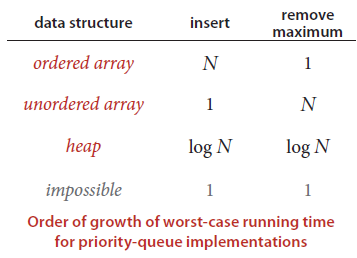 data structure insert remove
maximum
ordered array N 1
unordered array 1 N
heap log N log N
impossible 1 1
Order of growth of worst-case running time
for priority-queue implementations